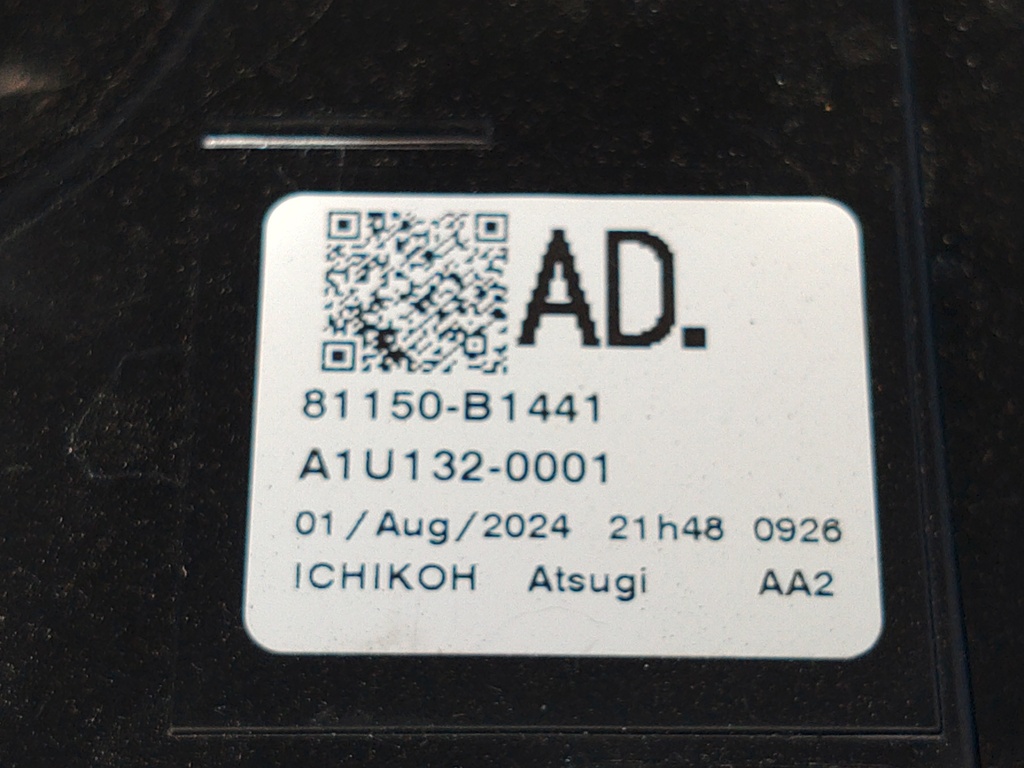 AD.
81150-B1441
A1U132-0001
01/Aug/2024 21h48 0926
ICHIKOH Atsugi AA2